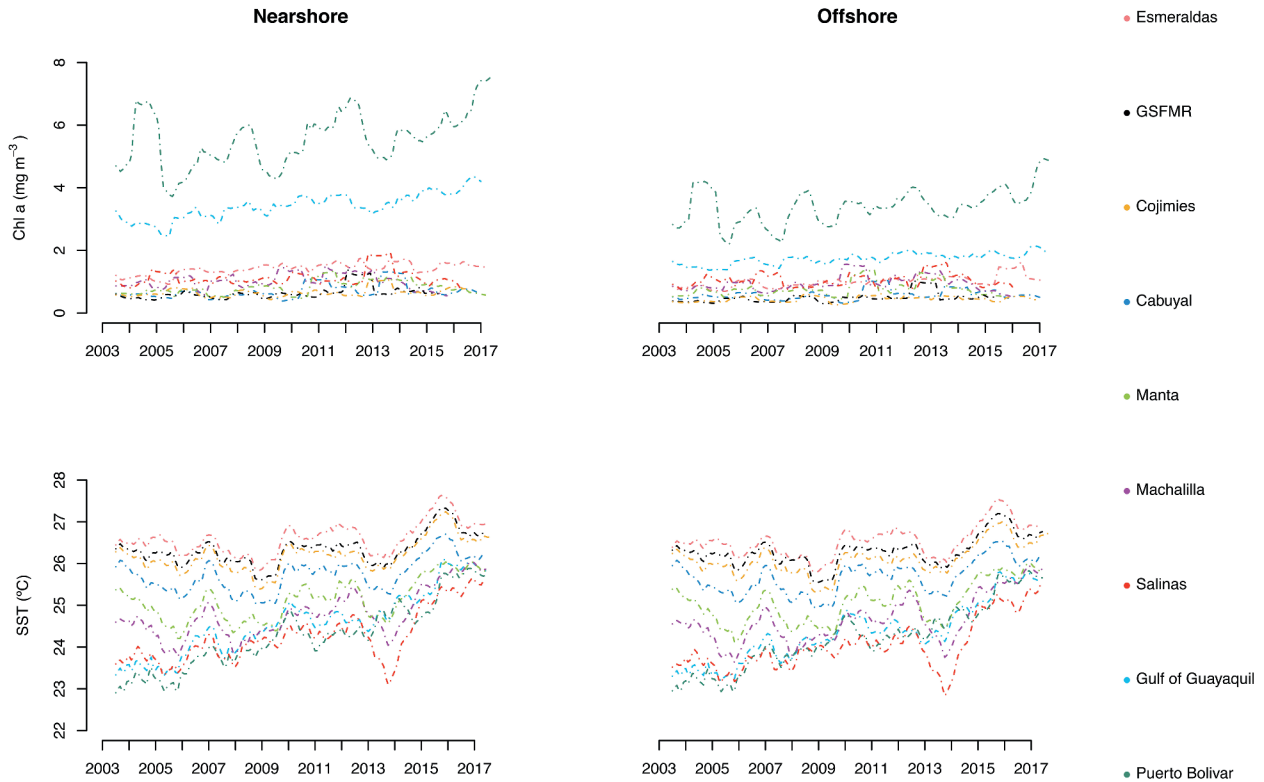 Nearshore
Offshore
Chl a (mg m−3 )
8
6
4
2
0
2003 2005 2007 2009 2011 2013 2015 2017
2003 2005 2007 2009 2011 2013 2015 2017
SST (ºC)
28
27
26
25
24
23
22
2003 2005 2007 2009 2011 2013 2015 2017
2003 2005 2007 2009 2011 2013 2015 2017
Esmeraldas
GSFMR
Cojimies
Cabuyal
Manta
Machalilla
Salinas
Gulf of Guayaquil
Puerto Bolivar